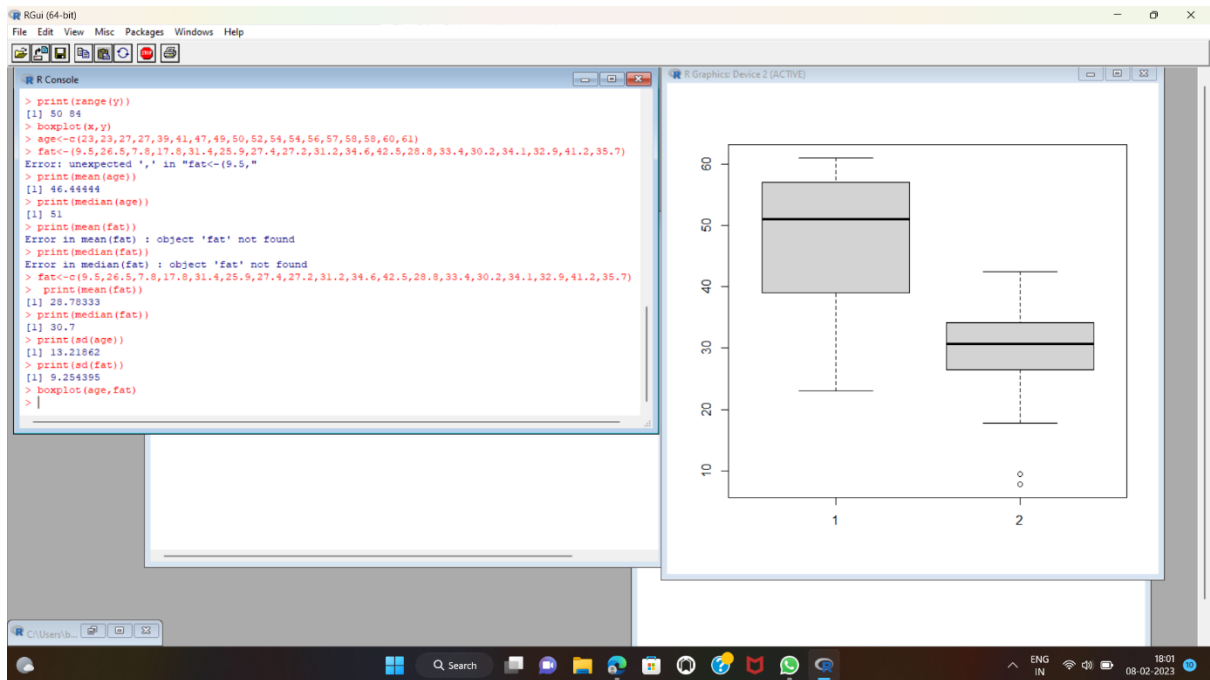 RGui (64-bit)
File Edit View Misc Packages Windows Help
R Console
> print(range(y))
[1] 50 84
> boxplot(x,y)
> age<-c(23,23,27,27,39,41,47,49,50,52,54,54,56,57,58,58,60,61)
> fat<-(9.5,26.5,7.8,17.8,31.4,25.9,27.4,27.2,31.2,34.6,42.5,28.8,33.4,30.2,34.1,32.9,41.2,35.7)
Error: unexpected ',' in "fat<-(9.5,"
> print(mean(age))
[1] 46.44444
> print(median(age))
[1] 51
> print(mean(fat))
Error in mean(fat) : object 'fat' not found
> print(median(fat))
Error in median(fat) : object 'fat' not found
> fat<-c(9.5,26.5,7.8,17.8,31.4,25.9,27.4,27.2,31.2,34.6,42.5,28.8,33.4,30.2,34.1,32.9,41.2,35.7)
>  print(mean(fat))
[1] 28.78333
> print(median(fat))
[1] 30.7
> print(sd(age))
[1] 13.21862
> print(sd(fat))
[1] 9.254395
> boxplot(age,fat)
>
R Graphics: Device 2 (ACTIVE)
60
50
40
30
20
10
1 2
C:\Users\b...
Search
ENG
IN
18:01
08-02-2023
10